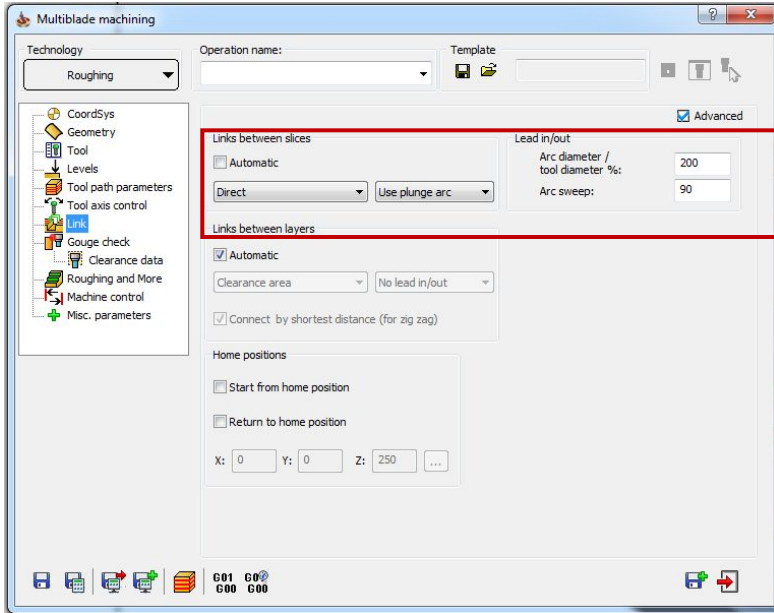 Multiblade machining
Technology
Roughing
Operation name:
Template
CoordSys
Geometry
Tool
Levels
Tool path parameters
Tool axis control
Link
Gouge check
Clearance data
Roughing and More
Machine control
Misc. parameters
Advanced
Links between slices
Automatic
Direct
Use plunge arc
Lead in/out
Arc diameter /
tool diameter %:
200
Arc sweep:
90
Links between layers
Automatic
Clearance area
No lead in/out
Connect by shortest distance (for zig zag)
Home positions
Start from home position
Return to home position
X: 0 Y: 0 Z: 250 ...
G01 G0
G00 G00